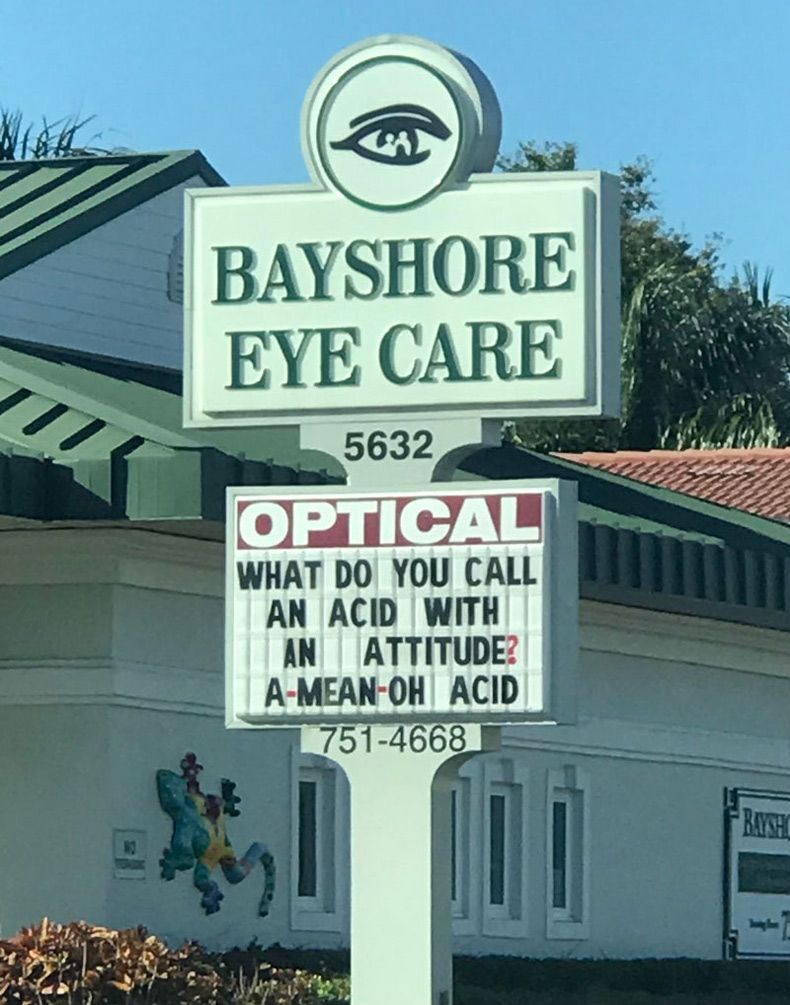 BAYSHORE
EYE CARE
5632
OPTICAL
WHAT DO YOU CALL
AN ACID WITH
AN ATTITUDE?
A-MEAN-OH ACID
751-4668
NO
BAYSHO